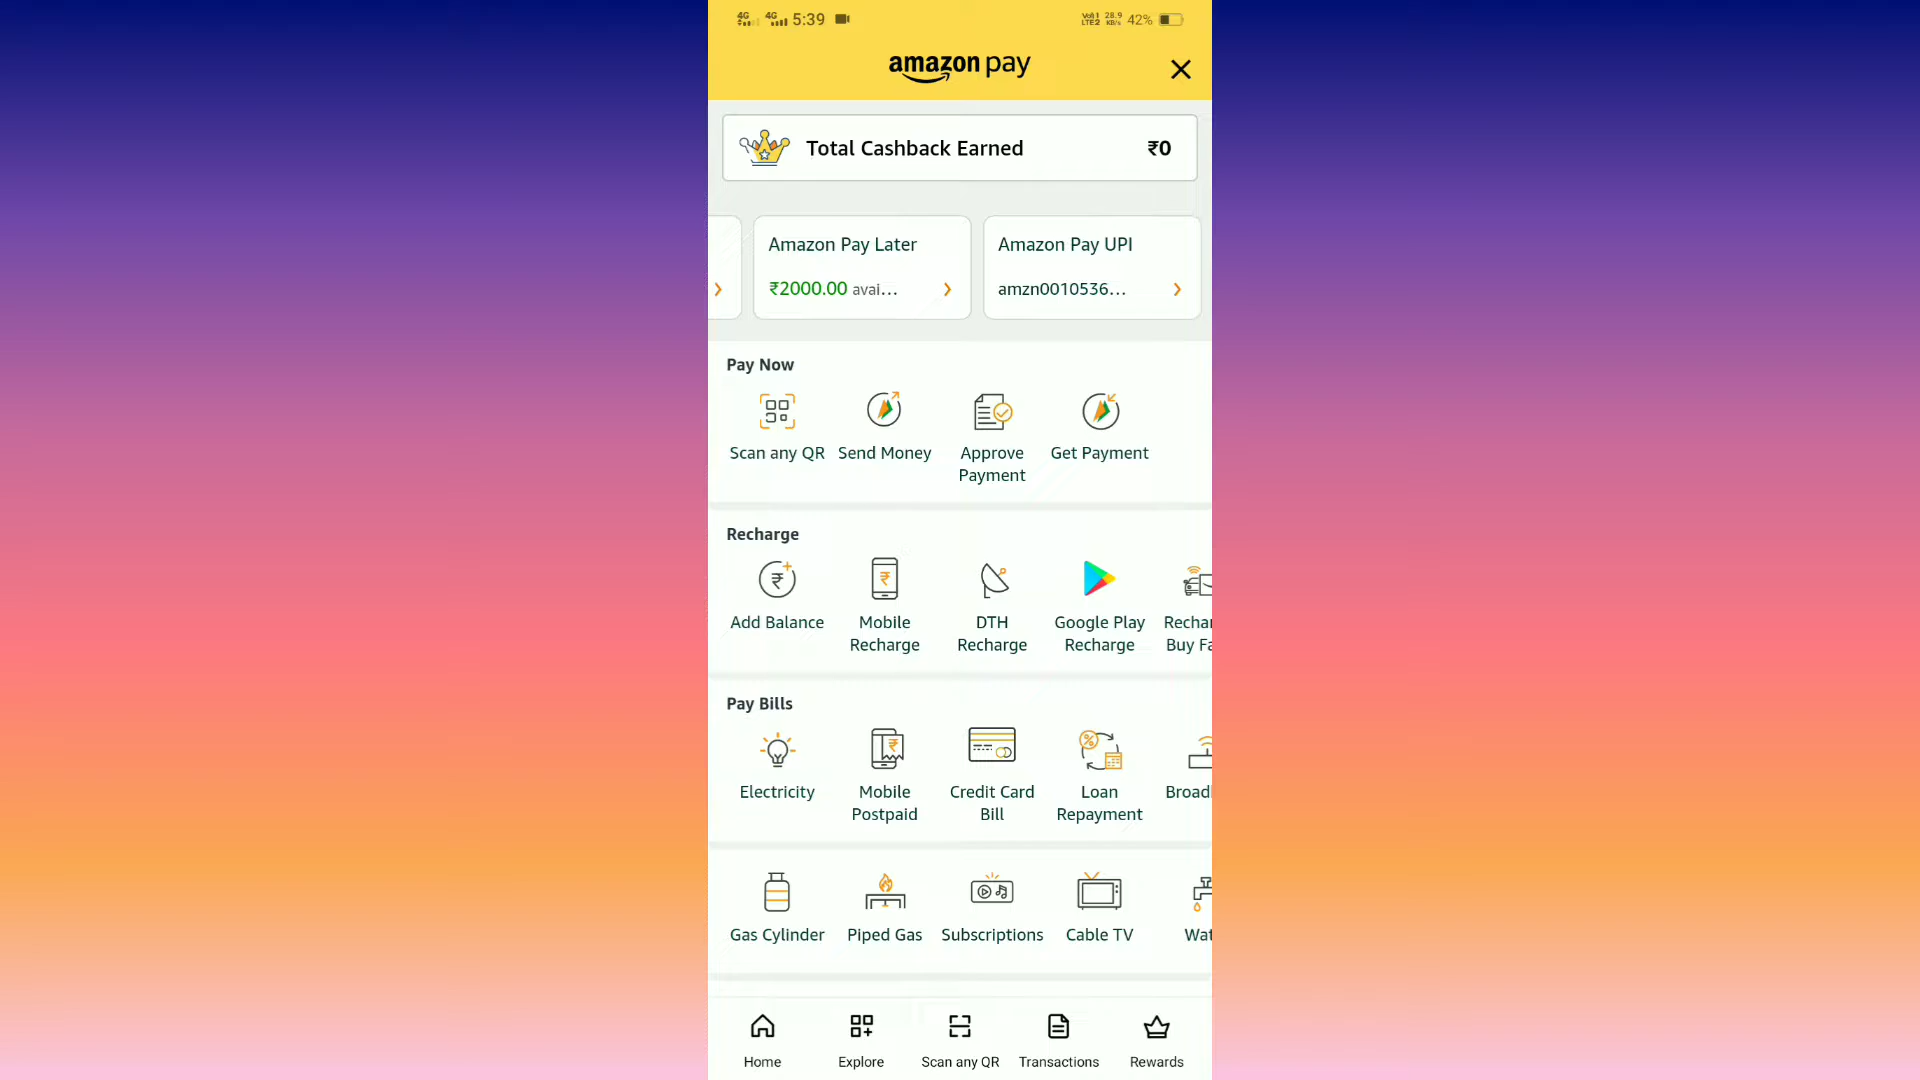 4G 4G 5:39 42%
amazon pay
Total Cashback Earned ₹0
Amazon Pay Later Amazon Pay UPI
₹2000.00 avai... amzn0010536...
Pay Now
Scan any QR Send Money Approve Payment Get Payment
Recharge
Add Balance Mobile Recharge DTH Recharge Google Play Recharge
Pay Bills
Electricity Mobile Postpaid Credit Card Bill Loan Repayment
Gas Cylinder Piped Gas Subscriptions Cable TV
Home Explore Scan any QR Transactions Rewards